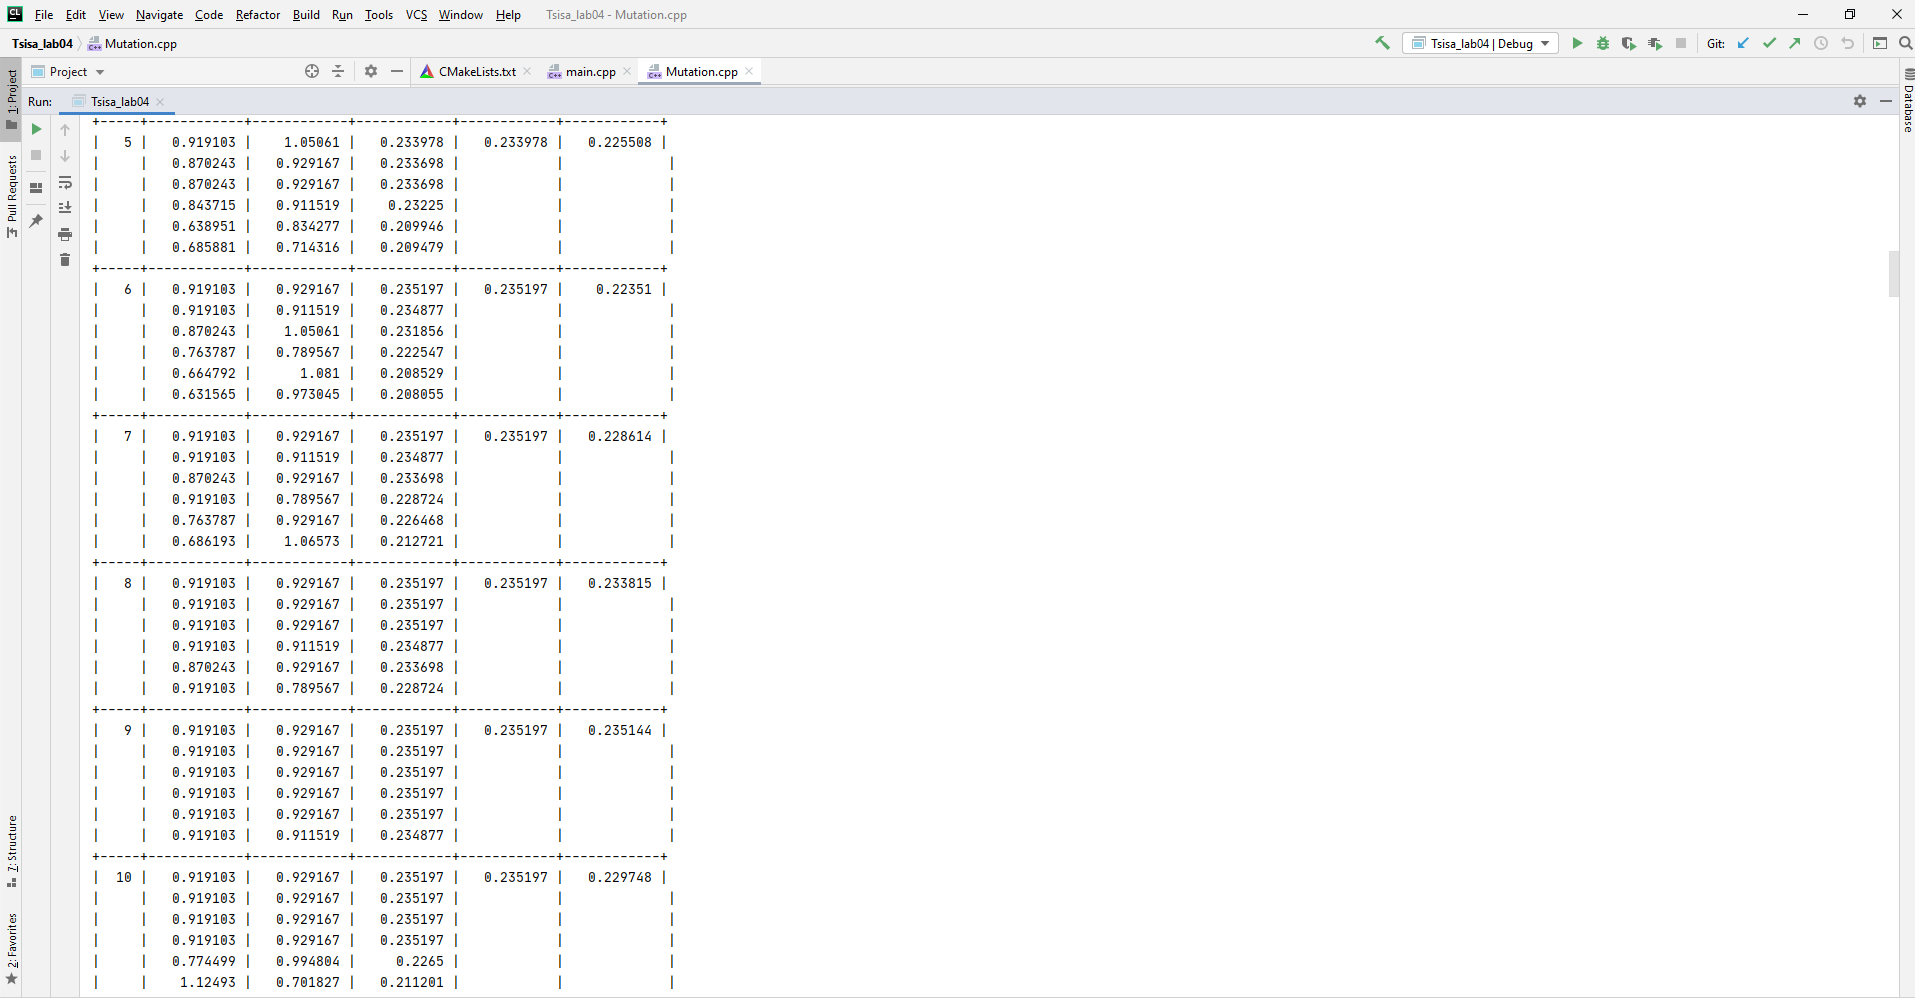 CL File Edit View Navigate Code Refactor Build Run Tools VCS Window Help Tsisa_lab04 - Mutation.cpp
Tsisa_lab04 Mutation.cpp Tsisa_lab04 | Debug Git:
Project CMakeLists.txt main.cpp Mutation.cpp
Run: Tsisa_lab04
1: Project
Pull Requests
7: Structure
2: Favorites
Database
+-----+------------+------------+------------+------------+------------+
| 5 | 0.919103 | 1.05061 | 0.233978 | 0.233978 | 0.225508 |
| | 0.870243 | 0.929167 | 0.233698 | | |
| | 0.870243 | 0.929167 | 0.233698 | | |
| | 0.843715 | 0.911519 | 0.23225 | | |
| | 0.638951 | 0.834277 | 0.209946 | | |
| | 0.685881 | 0.714316 | 0.209479 | | |
+-----+------------+------------+------------+------------+------------+
| 6 | 0.919103 | 0.929167 | 0.235197 | 0.235197 | 0.22351 |
| | 0.919103 | 0.911519 | 0.234877 | | |
| | 0.870243 | 1.05061 | 0.231856 | | |
| | 0.763787 | 0.789567 | 0.222547 | | |
| | 0.664792 | 1.081 | 0.208529 | | |
| | 0.631565 | 0.973045 | 0.208055 | | |
+-----+------------+------------+------------+------------+------------+
| 7 | 0.919103 | 0.929167 | 0.235197 | 0.235197 | 0.228614 |
| | 0.919103 | 0.911519 | 0.234877 | | |
| | 0.870243 | 0.929167 | 0.233698 | | |
| | 0.919103 | 0.789567 | 0.228724 | | |
| | 0.763787 | 0.929167 | 0.226468 | | |
| | 0.686193 | 1.06573 | 0.212721 | | |
+-----+------------+------------+------------+------------+------------+
| 8 | 0.919103 | 0.929167 | 0.235197 | 0.235197 | 0.233815 |
| | 0.919103 | 0.929167 | 0.235197 | | |
| | 0.919103 | 0.929167 | 0.235197 | | |
| | 0.919103 | 0.911519 | 0.234877 | | |
| | 0.870243 | 0.929167 | 0.233698 | | |
| | 0.919103 | 0.789567 | 0.228724 | | |
+-----+------------+------------+------------+------------+------------+
| 9 | 0.919103 | 0.929167 | 0.235197 | 0.235197 | 0.235144 |
| | 0.919103 | 0.929167 | 0.235197 | | |
| | 0.919103 | 0.929167 | 0.235197 | | |
| | 0.919103 | 0.929167 | 0.235197 | | |
| | 0.919103 | 0.929167 | 0.235197 | | |
| | 0.919103 | 0.911519 | 0.234877 | | |
+-----+------------+------------+------------+------------+------------+
| 10 | 0.919103 | 0.929167 | 0.235197 | 0.235197 | 0.229748 |
| | 0.919103 | 0.929167 | 0.235197 | | |
| | 0.919103 | 0.929167 | 0.235197 | | |
| | 0.919103 | 0.929167 | 0.235197 | | |
| | 0.774499 | 0.994804 | 0.2265 | | |
| | 1.12493 | 0.701827 | 0.211201 | | |